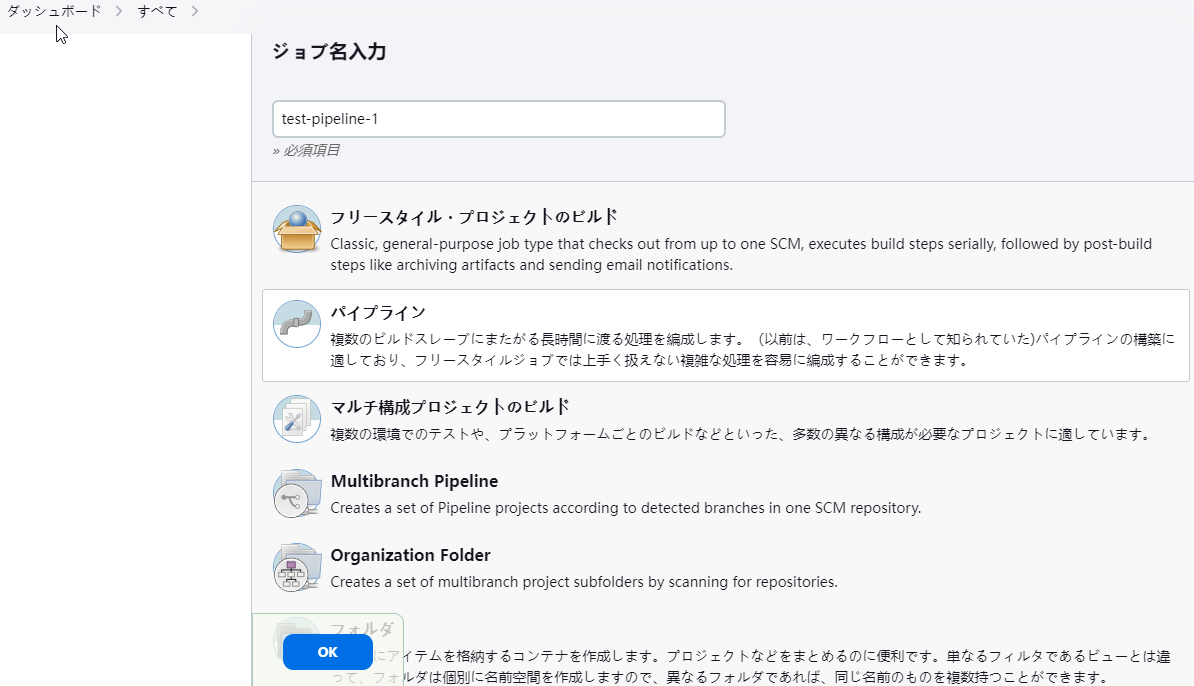 ダッシュボード > すべて >
ジョブ名入力
test-pipeline-1
» 必須項目
フリースタイル・プロジェクトのビルド
Classic, general-purpose job type that checks out from up to one SCM, executes build steps serially, followed by post-build
steps like archiving artifacts and sending email notifications.
パイプライン
複数のビルドスレーブにまたがる長時間に渡る処理を編成します。 (以前は、ワークフローとして知られていた)パイプラインの構築に
適しており、フリースタイルジョブでは上手く扱えない複雑な処理を容易に編成することができます。
マルチ構成プロジェクトのビルド
複数の環境でのテストや、プラットフォームごとのビルドなどといった、多数の異なる構成が必要なプロジェクトに適しています。
Multibranch Pipeline
Creates a set of Pipeline projects according to detected branches in one SCM repository.
Organization Folder
Creates a set of multibranch project subfolders by scanning for repositories.
フォルダ
OK
にアイテムを格納するコンテナを作成します。プロジェクトなどをまとめるのに便利です。単なるフィルタであるビューとは違
って、フォルダは個別に名前空間を作成しますので、異なるフォルダであれば、同じ名前のものを複数持つことができます。